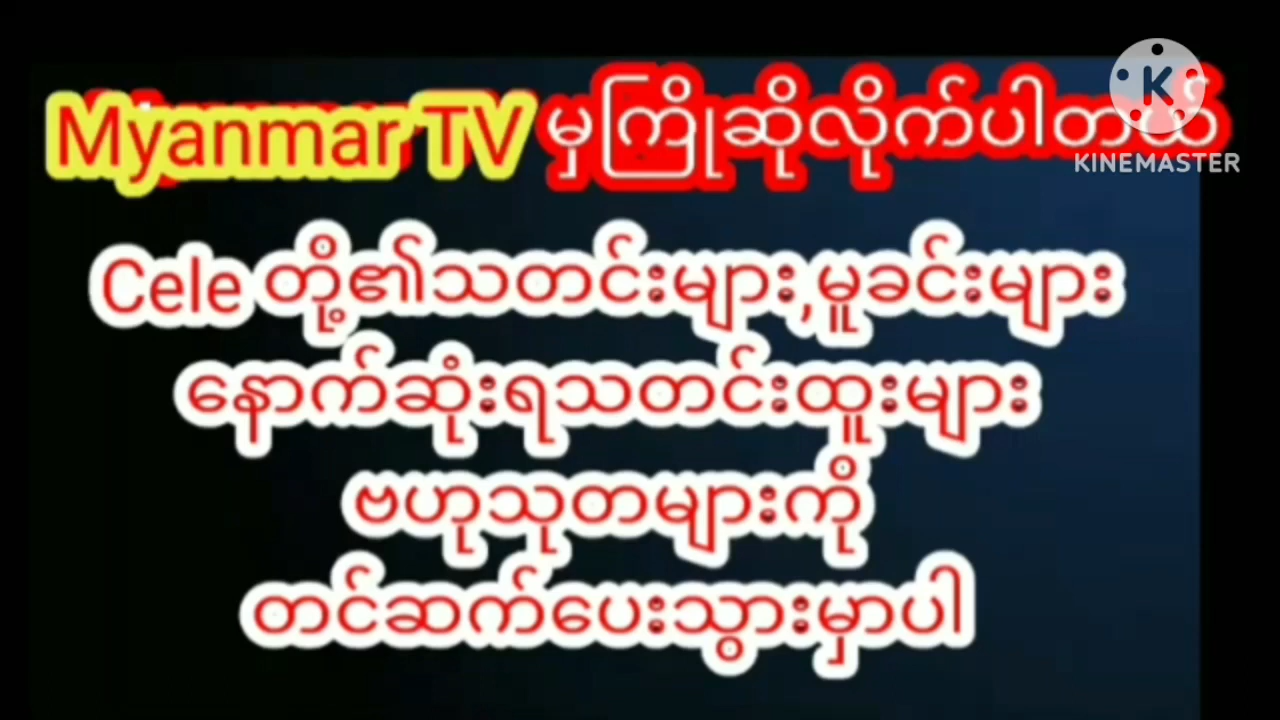 Myanmar TV မှကြိုဆိုလိုက်ပါတယ်
K
KINEMASTER
Cele တို့၏သတင်းများ,မူခင်းများ
နောက်ဆုံးရသတင်းထူးများ
ဗဟုသုတများကို
တင်ဆက်ပေးသွားမှာပါ